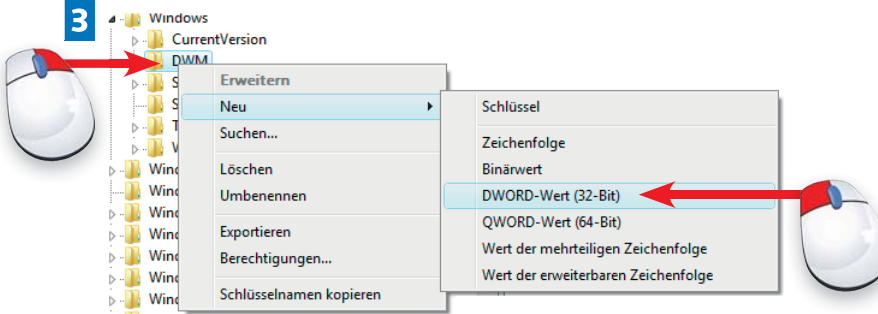 3
Windows
CurrentVersion
DWM
Erweitern
Neu
Suchen...
Löschen
Umbenennen
Exportieren
Berechtigungen...
Schlüsselnamen kopieren
Schlüssel
Zeichenfolge
Binärwert
DWORD-Wert (32-Bit)
QWORD-Wert (64-Bit)
Wert der mehrteiligen Zeichenfolge
Wert der erweiterbaren Zeichenfolge